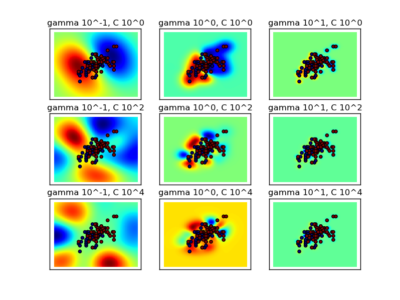 gamma 10^-1, C 10^0
gamma 10^0, C 10^0
gamma 10^1, C 10^0
gamma 10^-1, C 10^2
gamma 10^0, C 10^2
gamma 10^1, C 10^2
gamma 10^-1, C 10^4
gamma 10^0, C 10^4
gamma 10^1, C 10^4